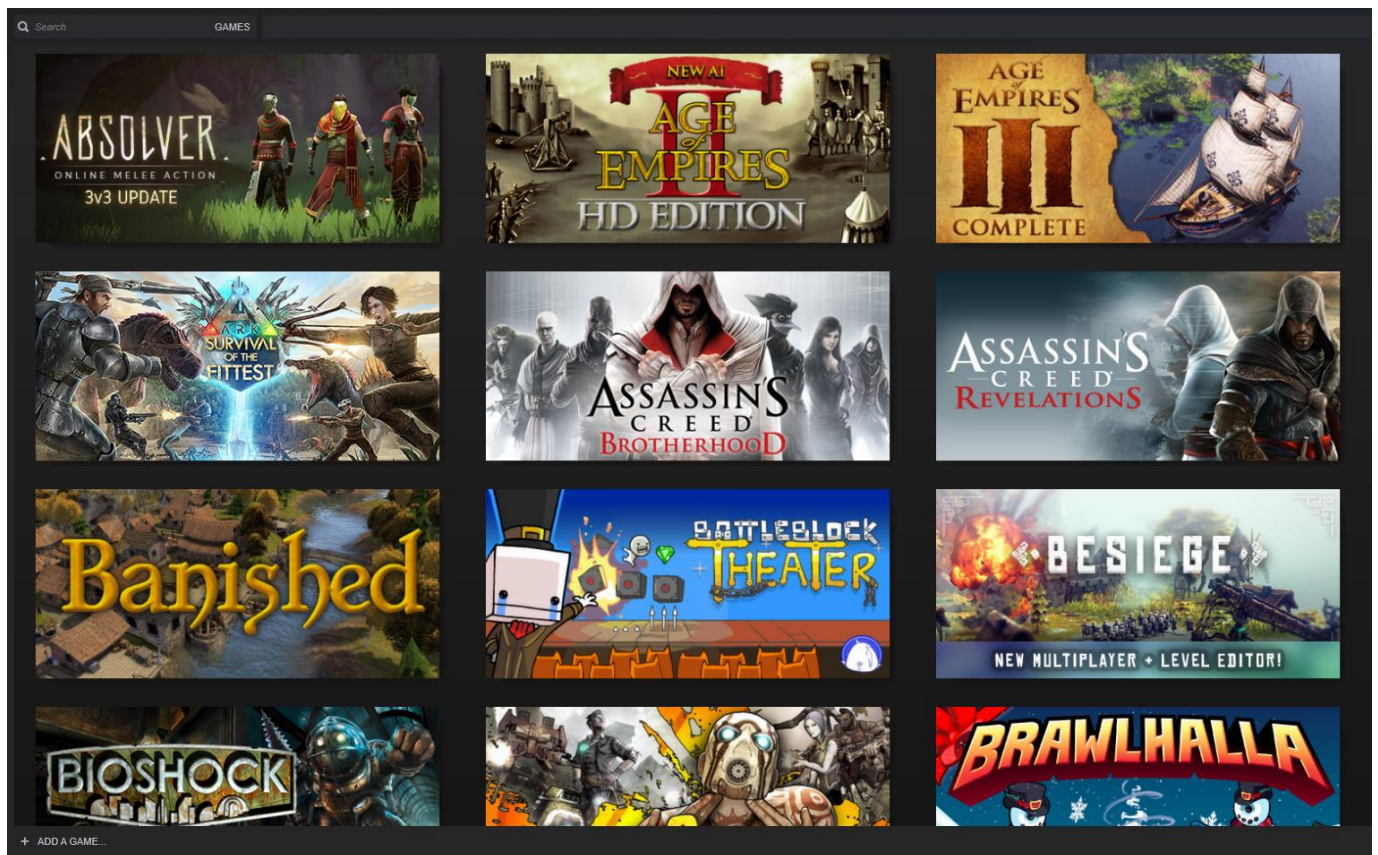 Search GAMES
ABSOLVER
ONLINE MELEE ACTION
3v3 UPDATE
NEW AI
II
AGE
of
EMPIRES
HD EDITION
AGE
of
EMPIRES
III
COMPLETE
ARK
SURVIVAL
OF THE
FITTEST
ASSASSIN'S
CREED
BROTHERHOOD
ASSASSIN'S
CREED
REVELATIONS
Banished
BATTLEBLOCK
THEATER
BESIEGE
NEW MULTIPLAYER + LEVEL EDITOR!
BIOSHOCK
BRAWLHALLA
+ ADD A GAME...